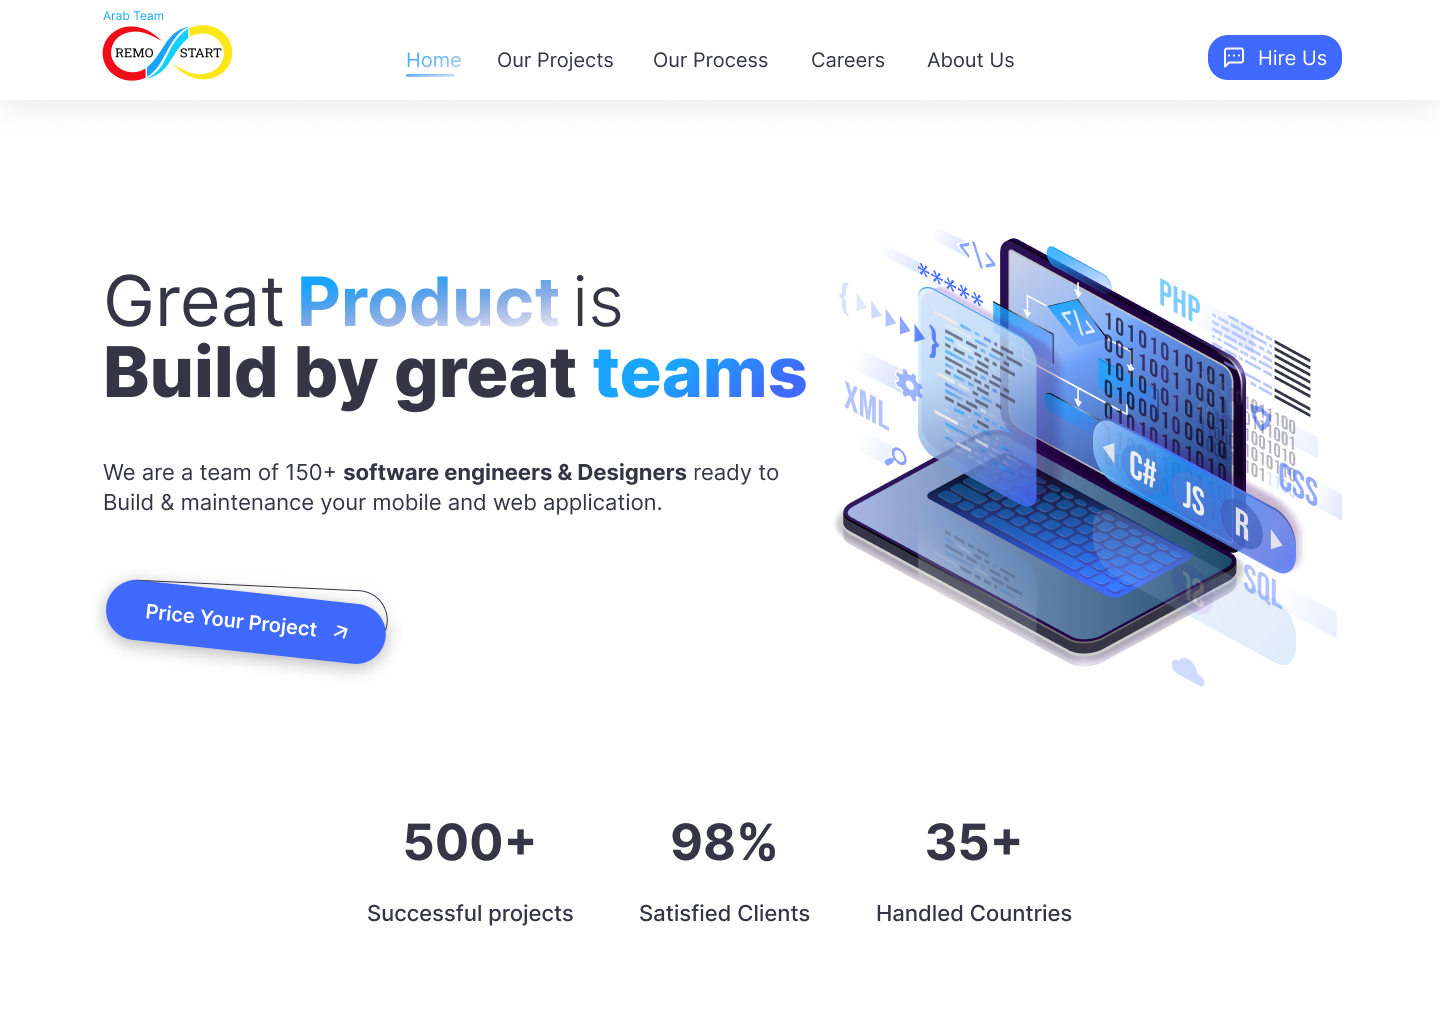 Arab Team
REMO START
Home Our Projects Our Process Careers About Us
Hire Us
Great Product is
Build by great teams
We are a team of 150+ software engineers & Designers ready to
Build & maintenance your mobile and web application.
Price Your Project
</>
*****
{
}
</>
PHP
XML
C#
JS
R
CSS
SQL
500+ 98% 35+
Successful projects Satisfied Clients Handled Countries